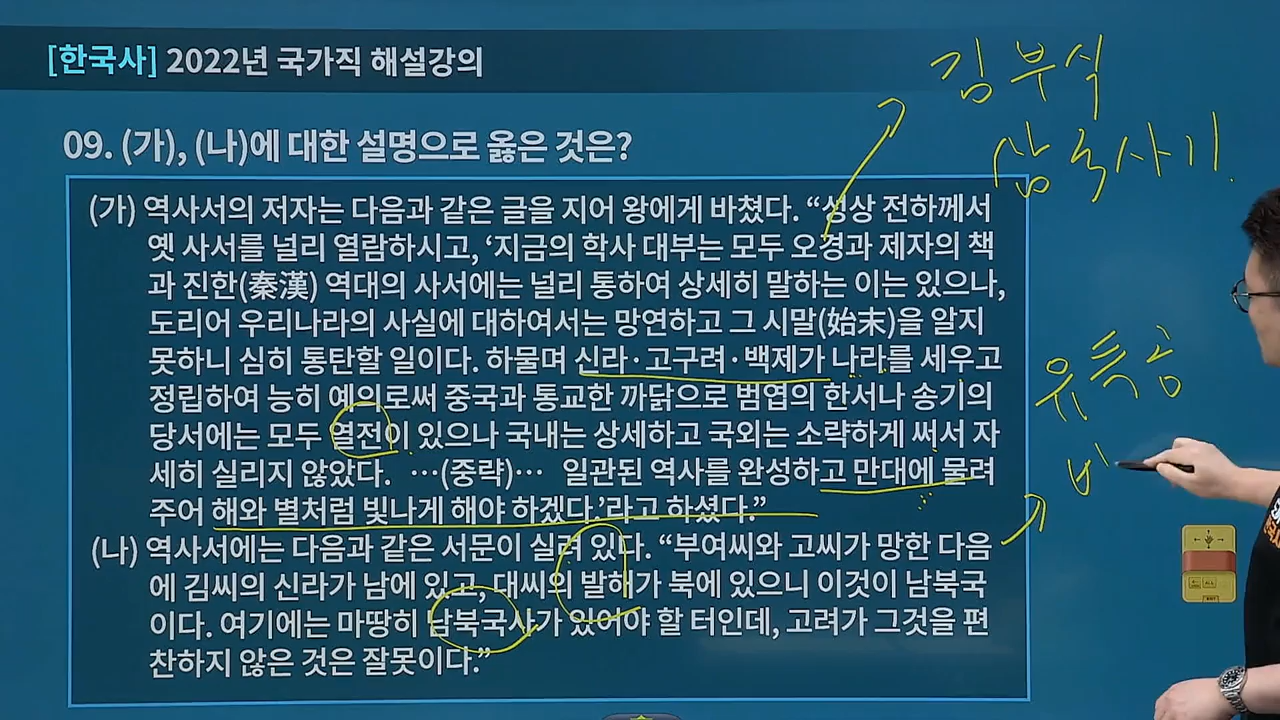 [한국사] 2022년 국가직 해설강의
김부식
삼국사기
09. (가), (나)에 대한 설명으로 옳은 것은?
(가) 역사서의 저자는 다음과 같은 글을 지어 왕에게 바쳤다. “성상 전하께서
옛 사서를 널리 열람하시고, ‘지금의 학사 대부는 모두 오경과 제자의 책
과 진한(秦漢) 역대의 사서에는 널리 통하여 상세히 말하는 이는 있으나,
도리어 우리나라의 사실에 대하여서는 망연하고 그 시말(始末)을 알지
못하니 심히 통탄할 일이다. 하물며 신라·고구려·백제가 나라를 세우고
정립하여 능히 예의로써 중국과 통교한 까닭으로 범엽의 한서나 송기의
당서에는 모두 열전이 있으나 국내는 상세하고 국외는 소략하게 써서 자
세히 실리지 않았다. …(중략)… 일관된 역사를 완성하고 만대에 물려
주어 해와 별처럼 빛나게 해야 하겠다.’라고 하셨다.”
(나) 역사서에는 다음과 같은 서문이 실려 있다. “부여씨와 고씨가 망한 다음
에 김씨의 신라가 남에 있고, 대씨의 발해가 북에 있으니 이것이 남북국
이다. 여기에는 마땅히 남북국사가 있어야 할 터인데, 고려가 그것을 편
찬하지 않은 것은 잘못이다.”
유득공